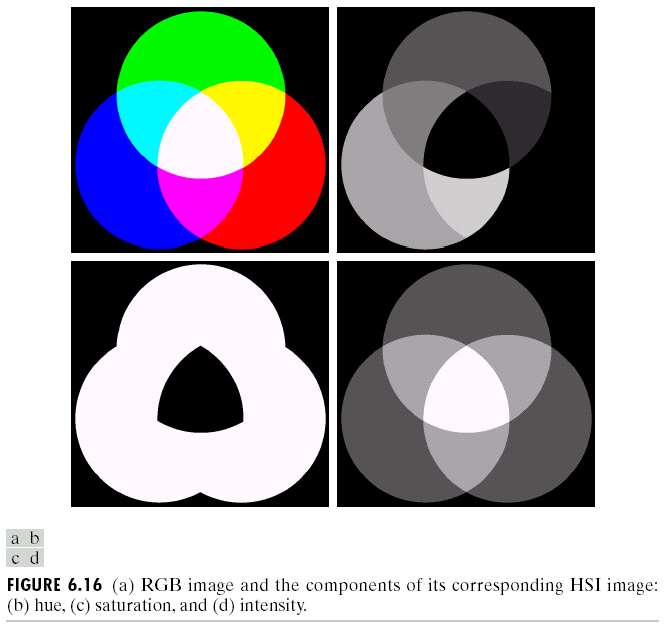 a b
c d
FIGURE 6.16 (a) RGB image and the components of its corresponding HSI image:
(b) hue, (c) saturation, and (d) intensity.